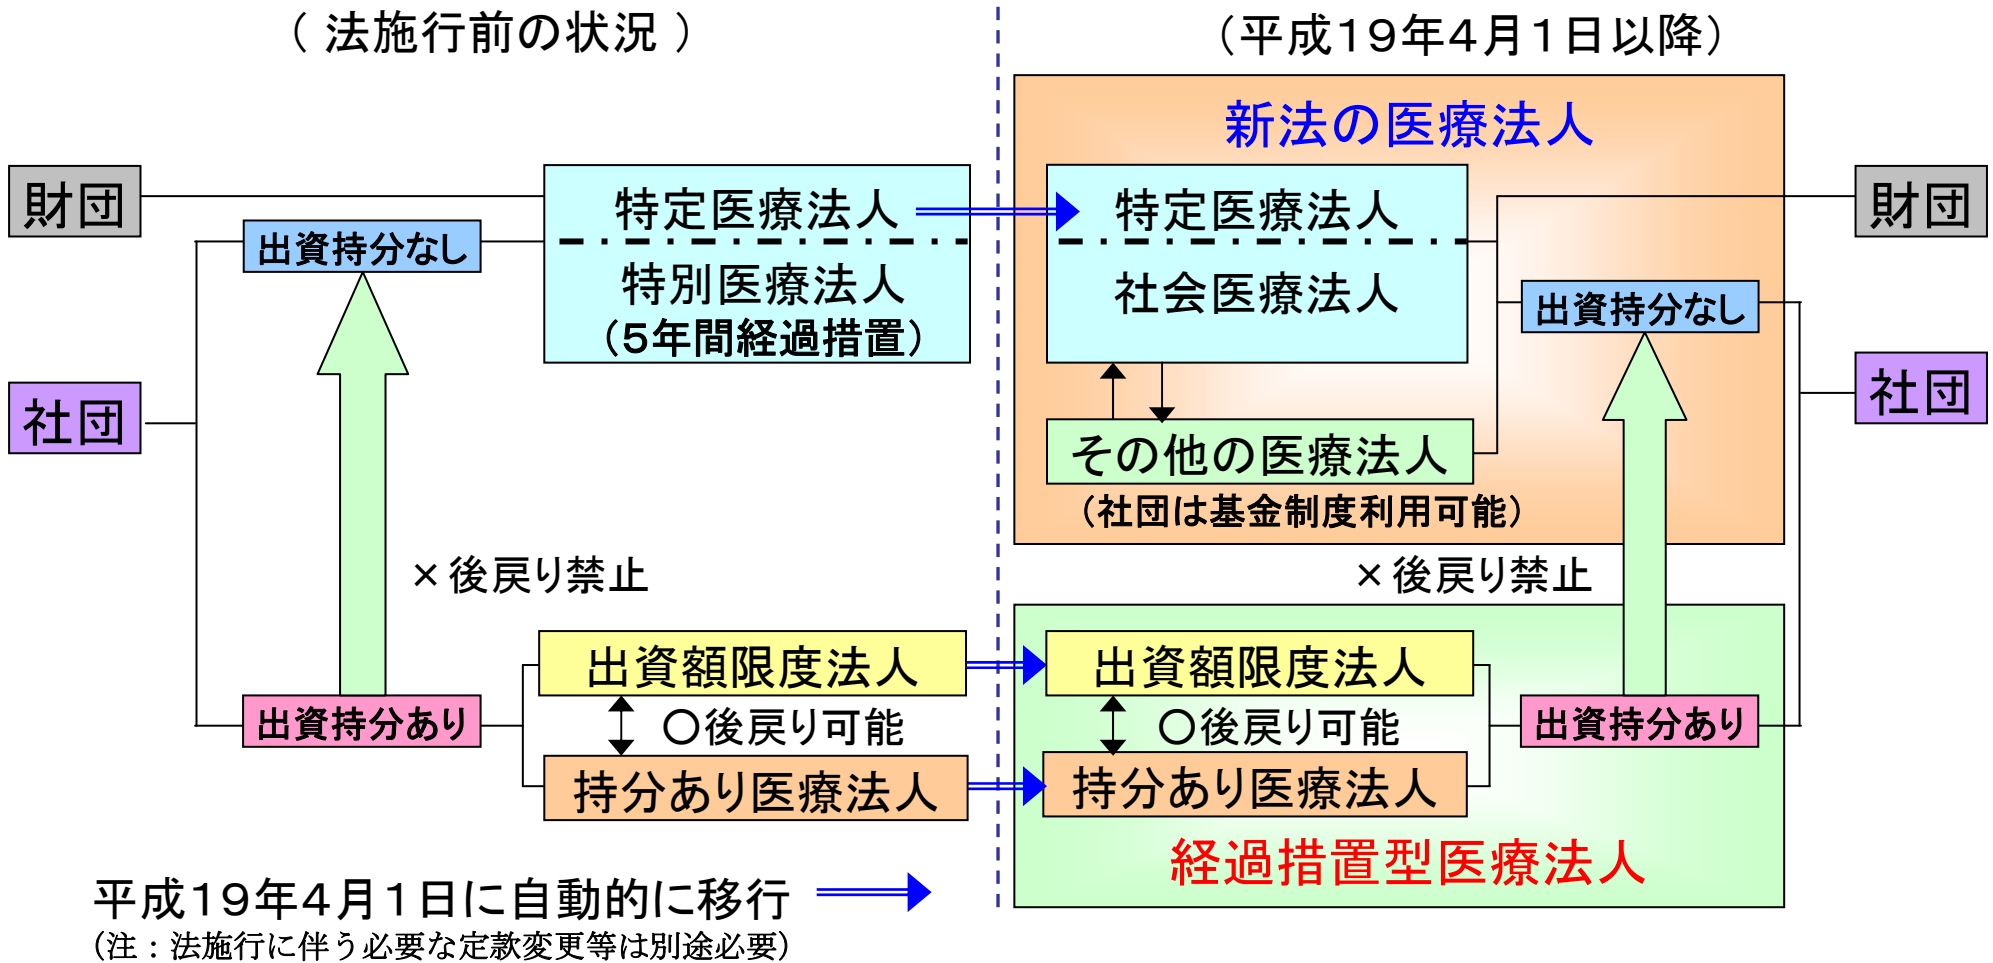 （ 法施行前の状況 ）
（平成１９年４月１日以降）
新法の医療法人
財団
特定医療法人
特定医療法人
財団
出資持分なし
特別医療法人
（５年間経過措置）
社会医療法人
出資持分なし
社団
社団
その他の医療法人
（社団は基金制度利用可能）
×後戻り禁止
×後戻り禁止
出資額限度法人
出資額限度法人
出資持分あり
〇後戻り可能
〇後戻り可能
出資持分あり
持分あり医療法人
持分あり医療法人
経過措置型医療法人
平成１９年４月１日に自動的に移行
（注：法施行に伴う必要な定款変更等は別途必要）